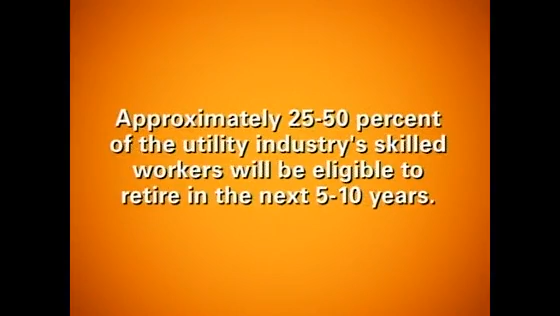 Approximately 25-50 percent
of the utility industry's skilled
workers will be eligible to
retire in the next 5-10 years.